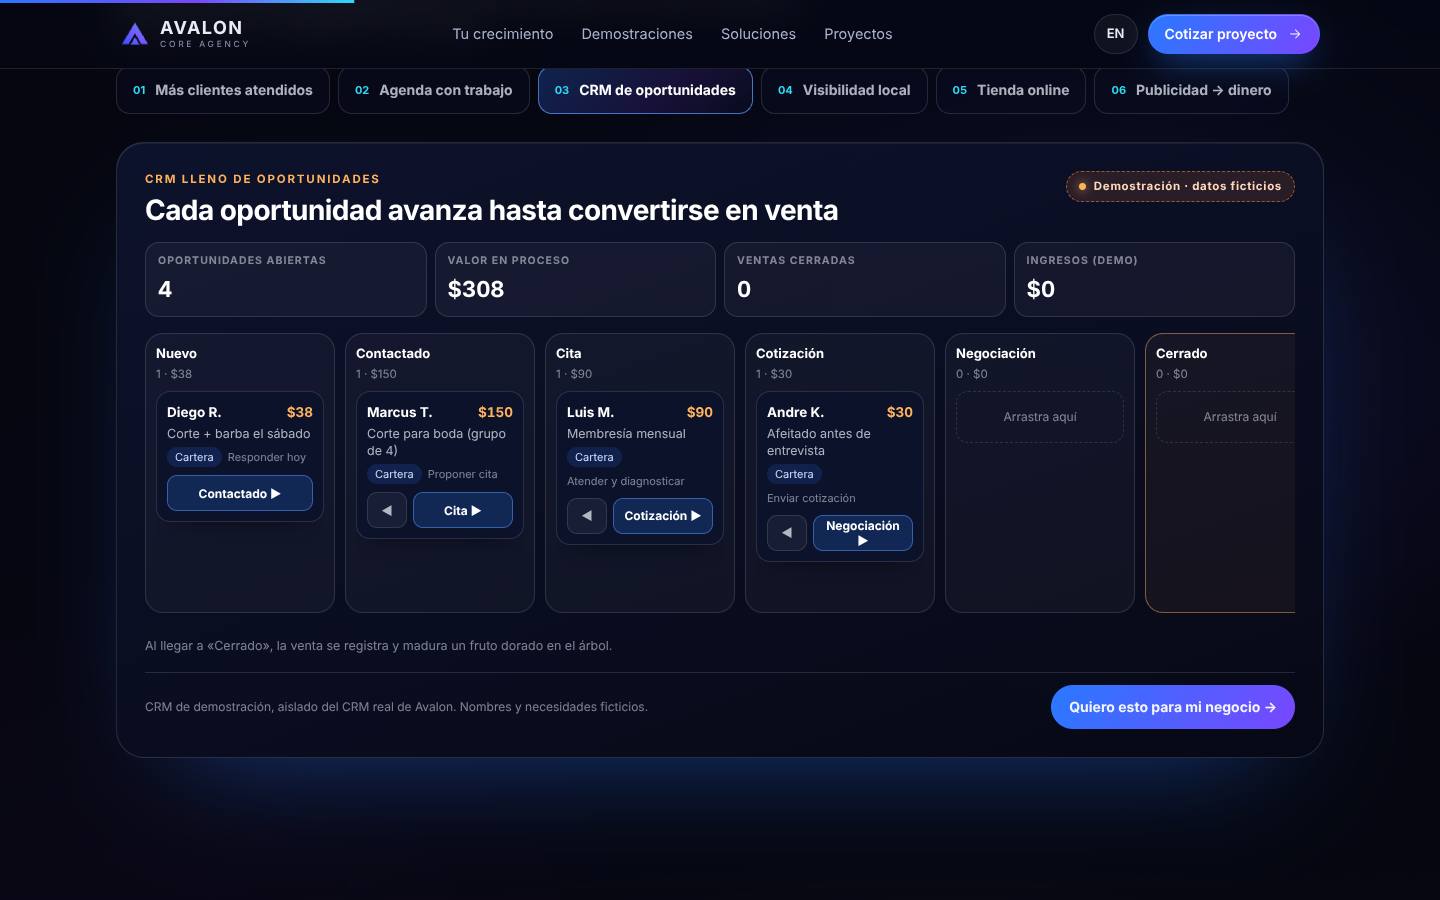 AVALON
CORE AGENCY
Tu crecimiento
Demostraciones
Soluciones
Proyectos
EN
Cotizar proyecto →
01 Más clientes atendidos
02 Agenda con trabajo
03 CRM de oportunidades
04 Visibilidad local
05 Tienda online
06 Publicidad → dinero
CRM LLENO DE OPORTUNIDADES
Cada oportunidad avanza hasta convertirse en venta
Demostración · datos ficticios
OPORTUNIDADES ABIERTAS
4
VALOR EN PROCESO
$308
VENTAS CERRADAS
0
INGRESOS (DEMO)
$0
Nuevo
1 · $38
Diego R. $38
Corte + barba el sábado
Cartera Responder hoy
Contactado ▶
Contactado
1 · $150
Marcus T. $150
Corte para boda (grupo
de 4)
Cartera Proponer cita
◀ Cita ▶
Cita
1 · $90
Luis M. $90
Membresía mensual
Cartera
Atender y diagnosticar
◀ Cotización ▶
Cotización
1 · $30
Andre K. $30
Afeitado antes de
entrevista
Cartera
Enviar cotización
◀ Negociación
▶
Negociación
0 · $0
Arrastra aquí
Cerrado
0 · $0
Arrastra aquí
Al llegar a «Cerrado», la venta se registra y madura un fruto dorado en el árbol.
CRM de demostración, aislado del CRM real de Avalon. Nombres y necesidades ficticios.
Quiero esto para mi negocio →